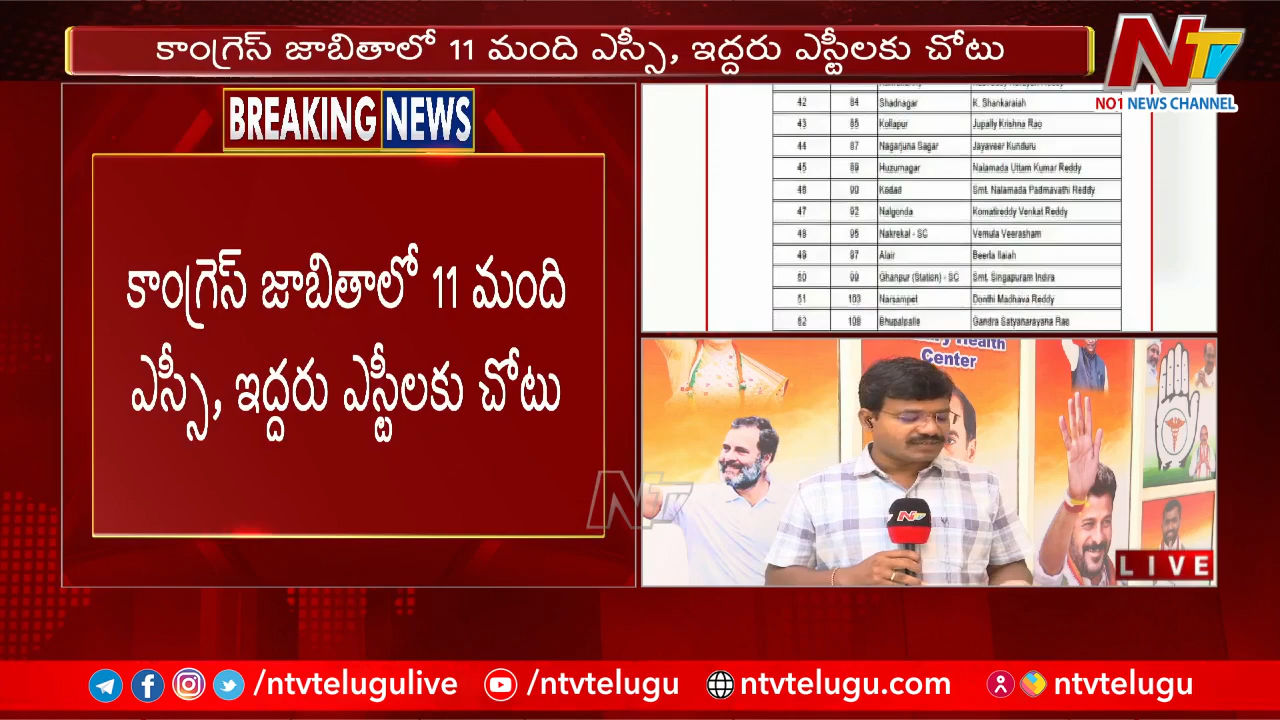 కాంగ్రెస్ జాబితాలో 11 మంది ఎస్సీ, ఇద్దరు ఎస్టీలకు చోటు
NTV
NO1 NEWS CHANNEL
BREAKING NEWS
కాంగ్రెస్ జాబితాలో 11 మంది
ఎస్సీ, ఇద్దరు ఎస్టీలకు చోటు
42 84 Shadnagar K. Shankaraiah
43 85 Kollapur Jupally Krishna Rao
44 87 Nagarjuna Sagar Jayaveer Kunduru
45 89 Huzurnagar Nalamada Uttam Kumar Reddy
46 90 Kodad Smt. Nalamada Padmavathi Reddy
47 92 Nalgonda Komatireddy Venkat Reddy
48 95 Nakrekal - SC Vemula Veerasham
49 97 Alair Beerla Ilaiah
50 99 Ghanpur (Station) - SC Smt. Singapuram Indira
51 103 Narsampet Donthi Madhava Reddy
52 108 Bhupalpalle Gandra Satyanarayana Rao
Health
Center
NTV
NTV
LIVE
/ntvtelugulive
/ntvtelugu
ntvtelugu.com
ntvtelugu